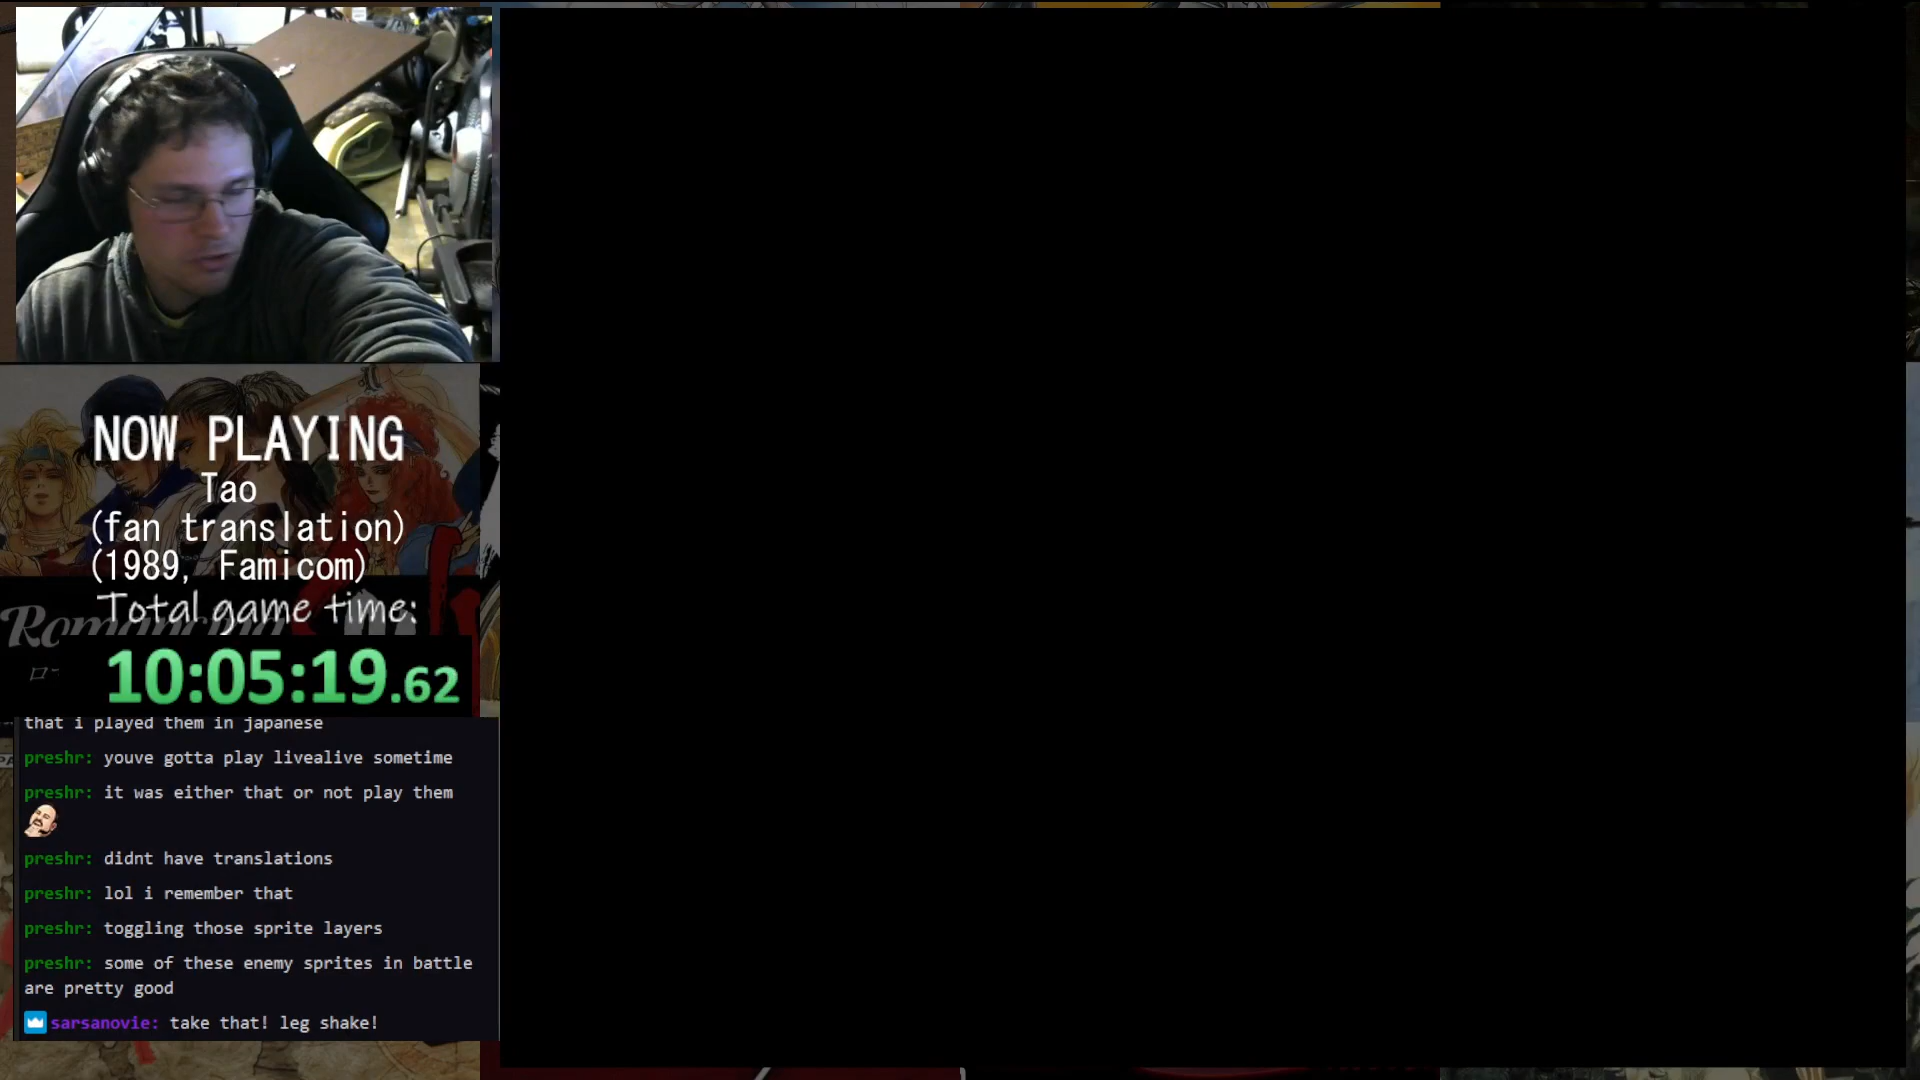 NOW PLAYING
Tao
(fan translation)
(1989, Famicom)
Total game time:
10:05:19.62
that i played them in japanese
preshr: youve gotta play livealive sometime
preshr: it was either that or not play them
preshr: didnt have translations
preshr: lol i remember that
preshr: toggling those sprite layers
preshr: some of these enemy sprites in battle
are pretty good
sarsanovie: take that! leg shake!